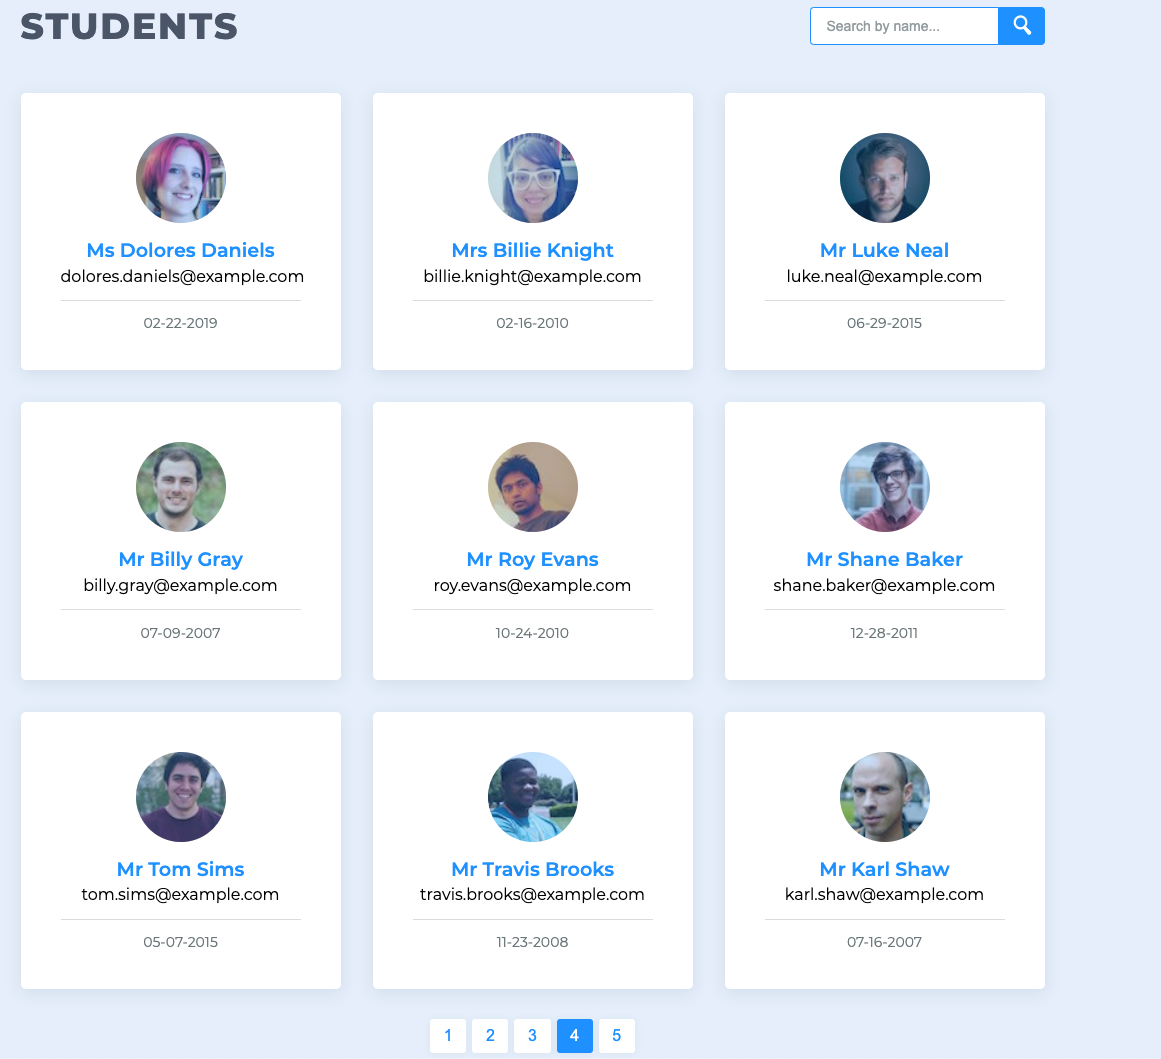 STUDENTS
Search by name...
Ms Dolores Daniels
dolores.daniels@example.com
02-22-2019
Mrs Billie Knight
billie.knight@example.com
02-16-2010
Mr Luke Neal
luke.neal@example.com
06-29-2015
Mr Billy Gray
billy.gray@example.com
07-09-2007
Mr Roy Evans
roy.evans@example.com
10-24-2010
Mr Shane Baker
shane.baker@example.com
12-28-2011
Mr Tom Sims
tom.sims@example.com
05-07-2015
Mr Travis Brooks
travis.brooks@example.com
11-23-2008
Mr Karl Shaw
karl.shaw@example.com
07-16-2007
1 2 3 4 5